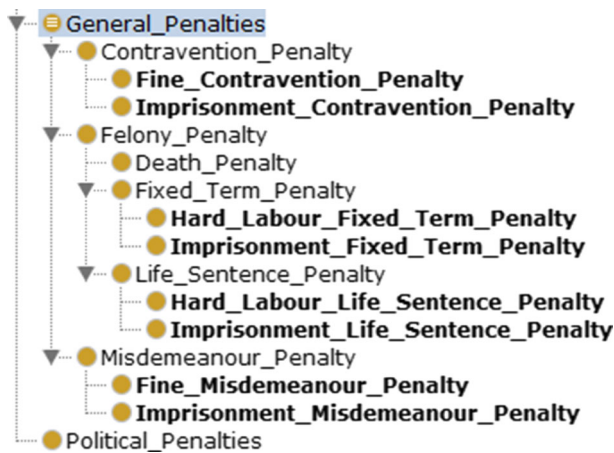 General_Penalties
Contravention_Penalty
Fine_Contravention_Penalty
Imprisonment_Contravention_Penalty
Felony_Penalty
Death_Penalty
Fixed_Term_Penalty
Hard_Labour_Fixed_Term_Penalty
Imprisonment_Fixed_Term_Penalty
Life_Sentence_Penalty
Hard_Labour_Life_Sentence_Penalty
Imprisonment_Life_Sentence_Penalty
Misdemeanour_Penalty
Fine_Misdemeanour_Penalty
Imprisonment_Misdemeanour_Penalty
Political_Penalties